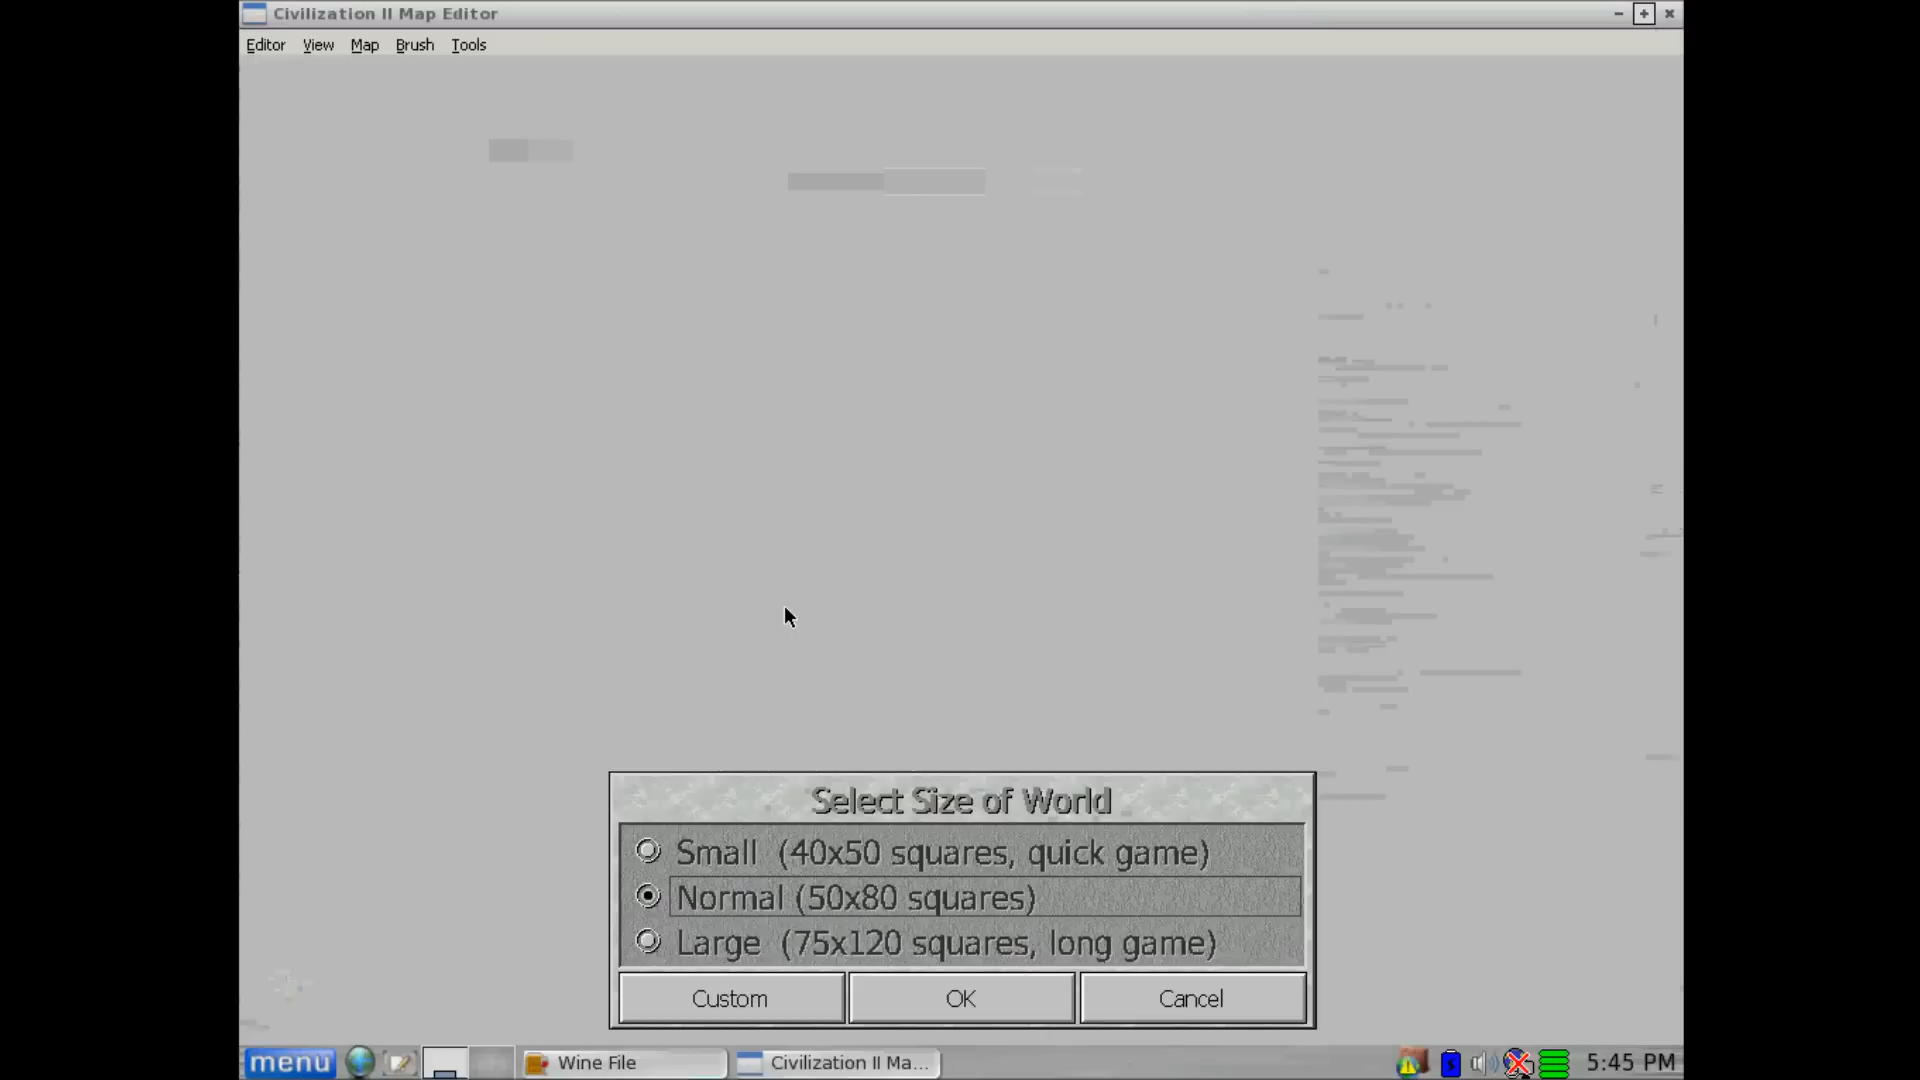 Civilization II Map Editor
Editor View Map Brush Tools
Select Size of World
Small (40x50 squares, quick game)
Normal (50x80 squares)
Large (75x120 squares, long game)
Custom OK Cancel
menu Wine File Civilization II Ma... 5:45 PM